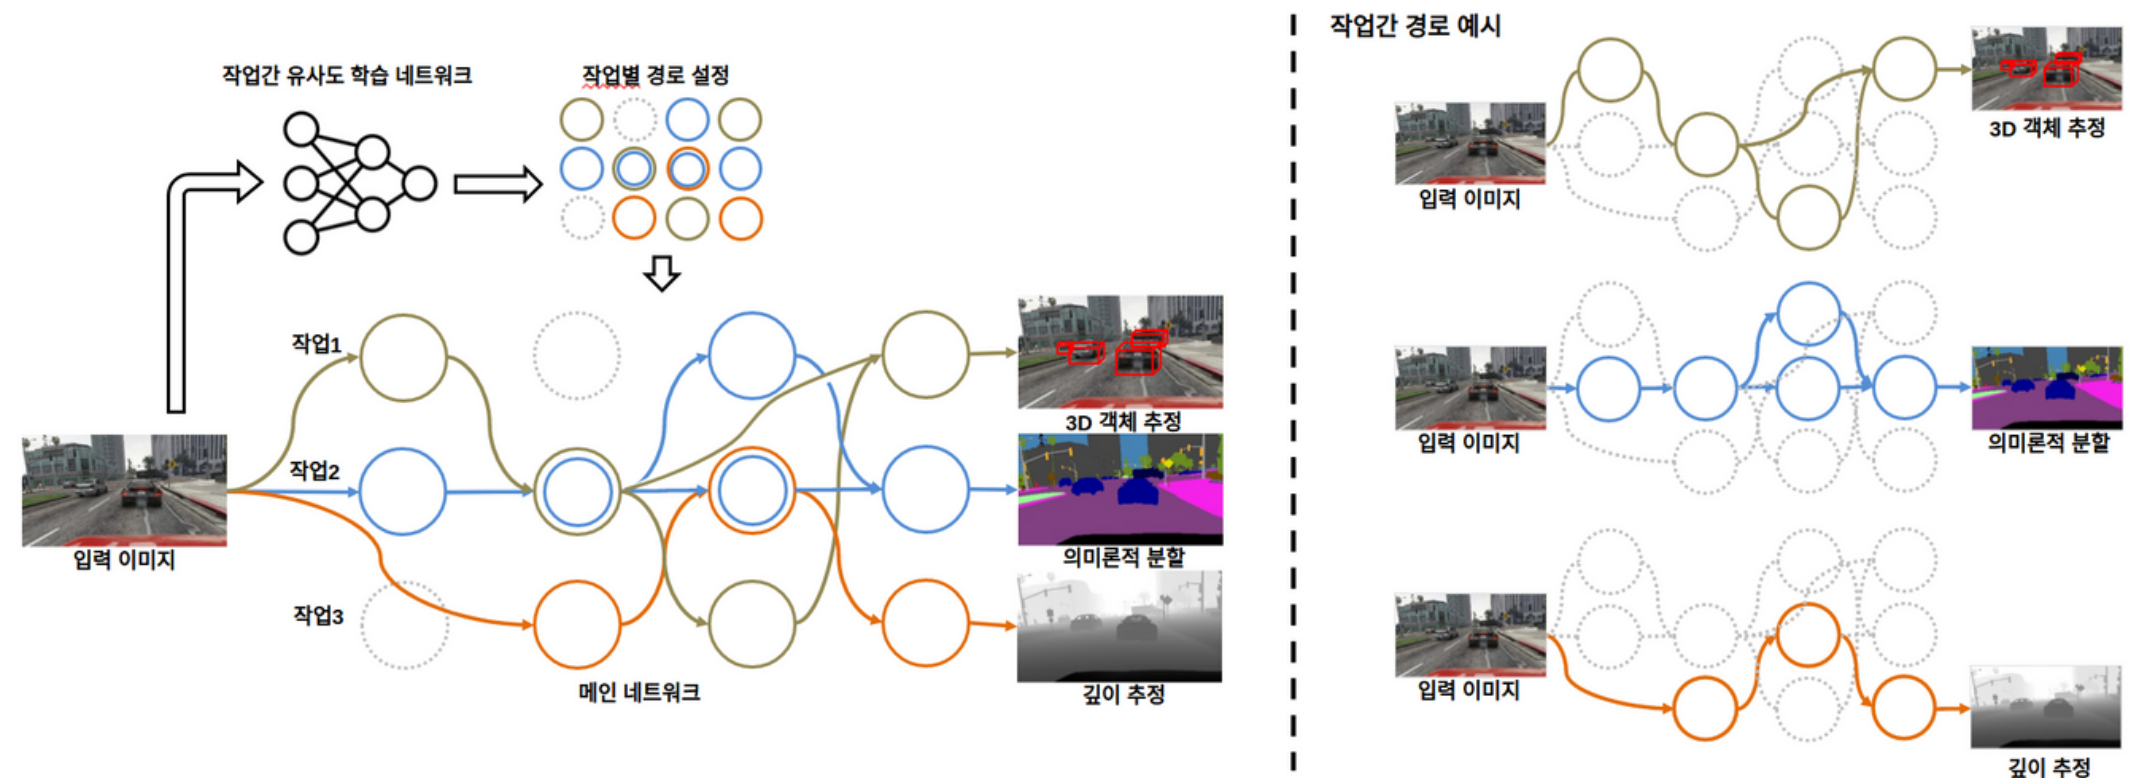 작업간 유사도 학습 네트워크
작업별 경로 설정
작업1
작업2
작업3
입력 이미지
3D 객체 추정
의미론적 분할
깊이 추정
메인 네트워크
작업간 경로 예시
입력 이미지
3D 객체 추정
입력 이미지
의미론적 분할
입력 이미지
깊이 추정